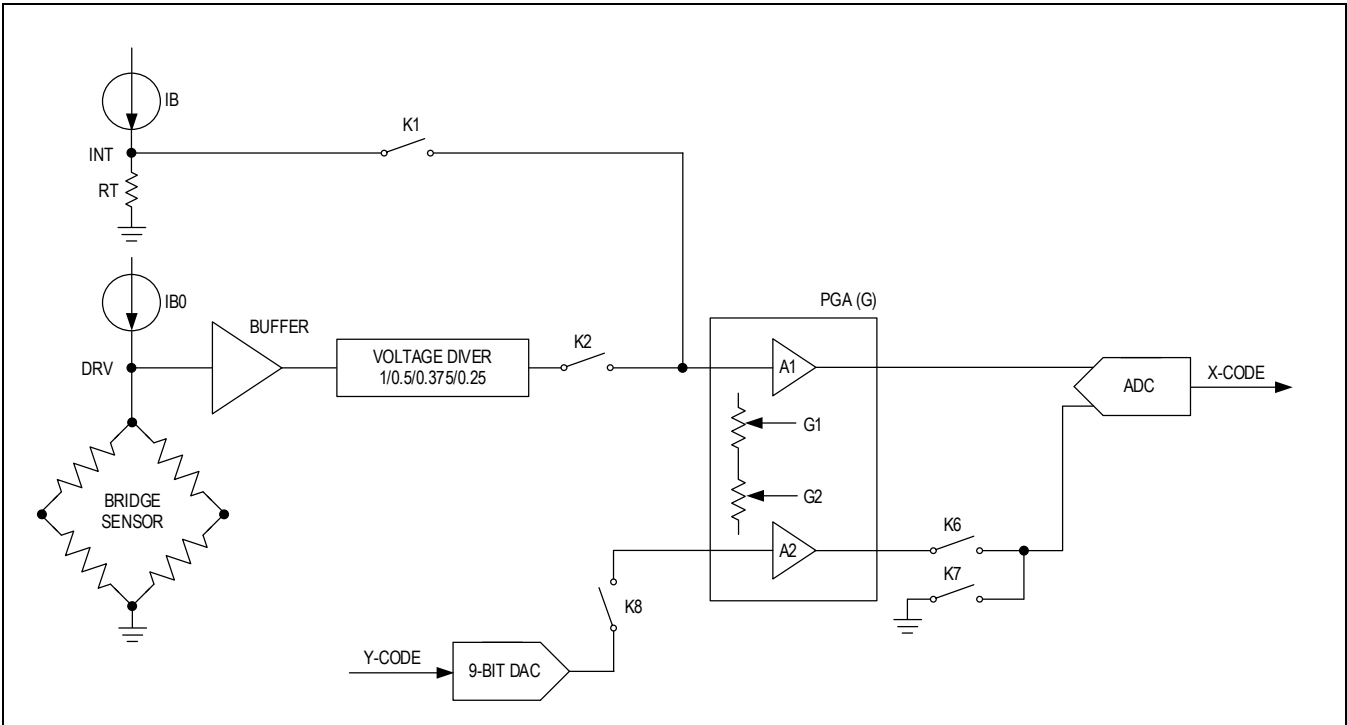 IB
K1
INT
RT
IB0
PGA (G)
BUFFER
K2
DRV
VOLTAGE DIVER
1/0.5/0.375/0.25
A1
ADC
X-CODE
G1
G2
BRIDGE
SENSOR
K6
A2
K7
K8
Y-CODE
9-BIT DAC